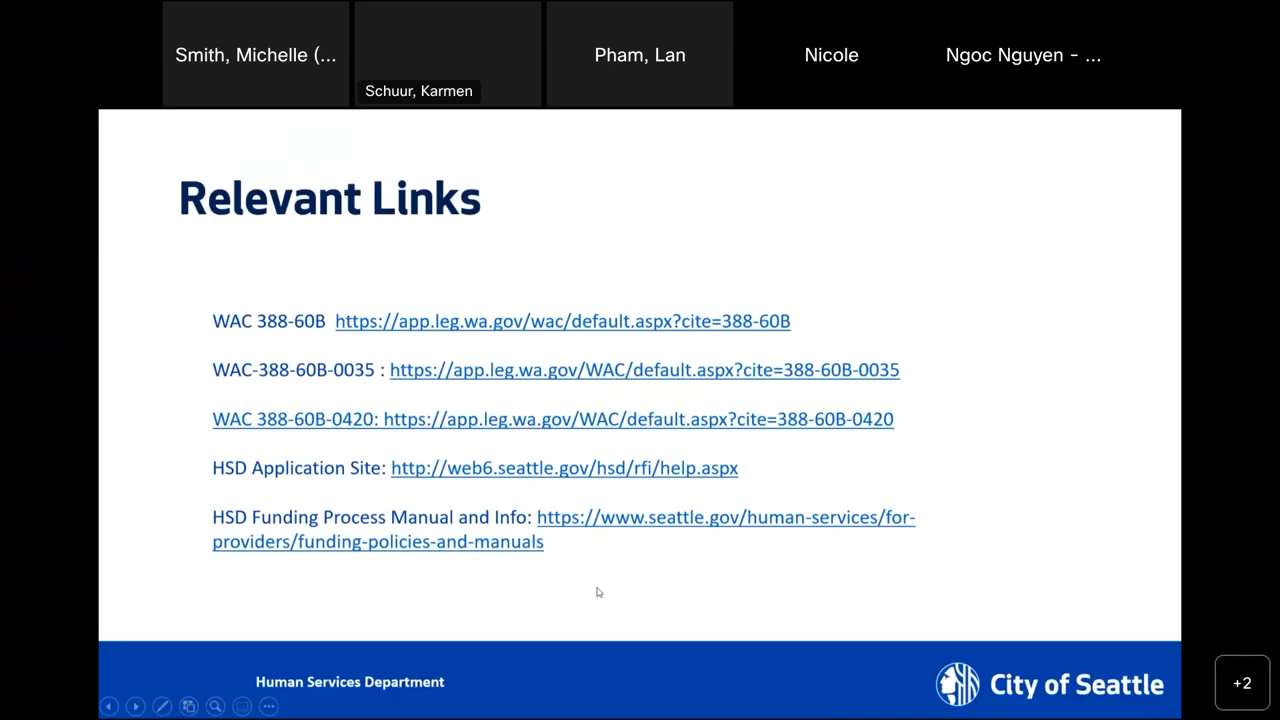 Smith, Michelle (...
Schuur, Karmen
Pham, Lan
Nicole
Ngoc Nguyen - ...
Relevant Links
WAC 388-60B https://app.leg.wa.gov/wac/default.aspx?cite=388-60B
WAC-388-60B-0035 : https://app.leg.wa.gov/WAC/default.aspx?cite=388-60B-0035
WAC 388-60B-0420: https://app.leg.wa.gov/WAC/default.aspx?cite=388-60B-0420
HSD Application Site: http://web6.seattle.gov/hsd/rfi/help.aspx
HSD Funding Process Manual and Info: https://www.seattle.gov/human-services/for-
providers/funding-policies-and-manuals
Human Services Department
City of Seattle
+2